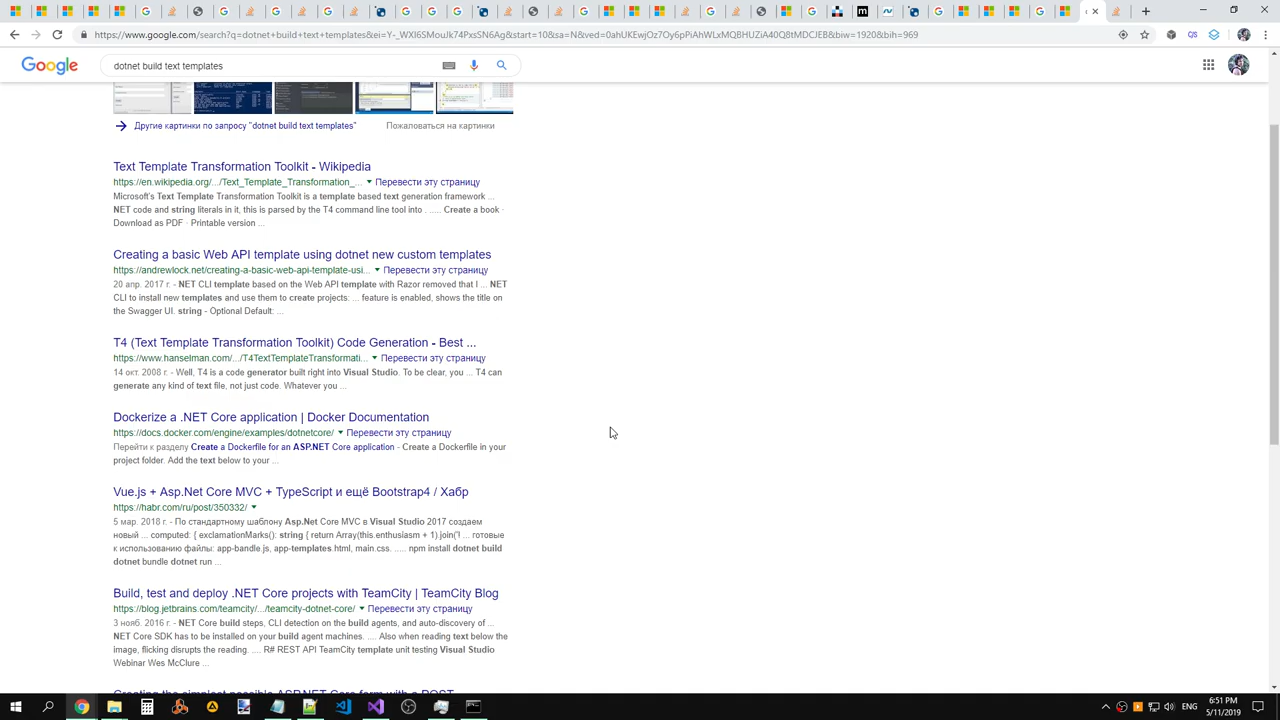 https://www.google.com/search?q=dotnet+build+text+templates&ei=Y-_WXI6SMouJk74PxsSN6Ag&start=10&sa=N&ved=0ahUKEwjOz7Oy6pPiAhWLxMQBHUZiA40Q8tMDCJEB&biw=1920&bih=969
Google
dotnet build text templates
Другие картинки по запросу "dotnet build text templates"
Пожаловаться на картинки
Text Template Transformation Toolkit - Wikipedia
https://en.wikipedia.org/.../Text_Template_Transformation_... Перевести эту страницу
Microsoft's Text Template Transformation Toolkit is a template based text generation framework ...
NET code and string literals in it, this is parsed by the T4 command line tool into . ..... Create a book ·
Download as PDF · Printable version ...
Creating a basic Web API template using dotnet new custom templates
https://andrewlock.net/creating-a-basic-web-api-template-usi... Перевести эту страницу
20 апр. 2017 г. - NET CLI template based on the Web API template with Razor removed that I ... NET
CLI to install new templates and use them to create projects: ... feature is enabled, shows the title on
the Swagger UI. string - Optional Default: ...
T4 (Text Template Transformation Toolkit) Code Generation - Best ...
https://www.hanselman.com/.../T4TextTemplateTransformati... Перевести эту страницу
14 окт. 2008 г. - Well, T4 is a code generator built right into Visual Studio. To be clear, you ... T4 can
generate any kind of text file, not just code. Whatever you ...
Dockerize a .NET Core application | Docker Documentation
https://docs.docker.com/engine/examples/dotnetcore/ Перевести эту страницу
Перейти к разделу Create a Dockerfile for an ASP.NET Core application - Create a Dockerfile in your
project folder. Add the text below to your ...
Vue.js + Asp.Net Core MVC + TypeScript и ещё Bootstrap4 / Хабр
https://habr.com/ru/post/350332/
5 мар. 2018 г. - По стандартному шаблону Asp.Net Core MVC в Visual Studio 2017 создаем
новый ... computed: { exclamationMarks(): string { return Array(this.enthusiasm + 1).join('! ... готовые
к использованию файлы: app-bandle.js, app-templates.html, main.css. ..... npm install dotnet build
dotnet bundle dotnet run ...
Build, test and deploy .NET Core projects with TeamCity | TeamCity Blog
https://blog.jetbrains.com/teamcity/.../teamcity-dotnet-core/ Перевести эту страницу
3 нояб. 2016 г. - NET Core build steps, CLI detection on the build agents, and auto-discovery of ...
NET Core SDK has to be installed on your build agent machines. .... Also when reading text below the
image, flicking disrupts the reading. .... R# REST API TeamCity template unit testing Visual Studio
Webinar Wes McClure ...
Creating the simplest possible ASP.NET Core form with a POST
ENG
6:51 PM
5/11/2019